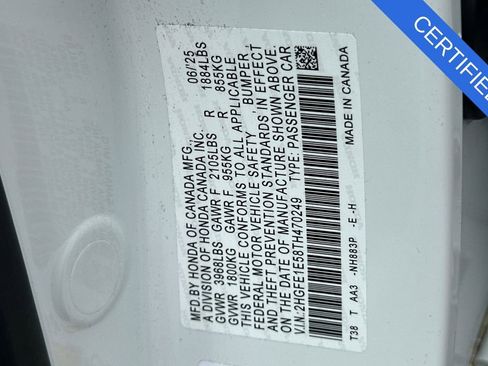 MFD.BY HONDA OF CANADA MFG. 06/'25
A DIVISION OF HONDA CANADA INC.
GVWR 3968LBS GAWR F 2105LBS R 1884LBS
GVWR 1800KG GAWR F 955KG R 855KG
THIS VEHICLE CONFORMS TO ALL APPLICABLE
FEDERAL MOTOR VEHICLE SAFETY, BUMPER,
AND THEFT PREVENTION STANDARDS IN EFFECT
ON THE DATE OF MANUFACTURE SHOWN ABOVE.
V.I.N:2HGFE1E58TH470249 TYPE:PASSENGER CAR
MADE IN CANADA
T38 T AA3 -NH883P -E -H
CERTIFIED